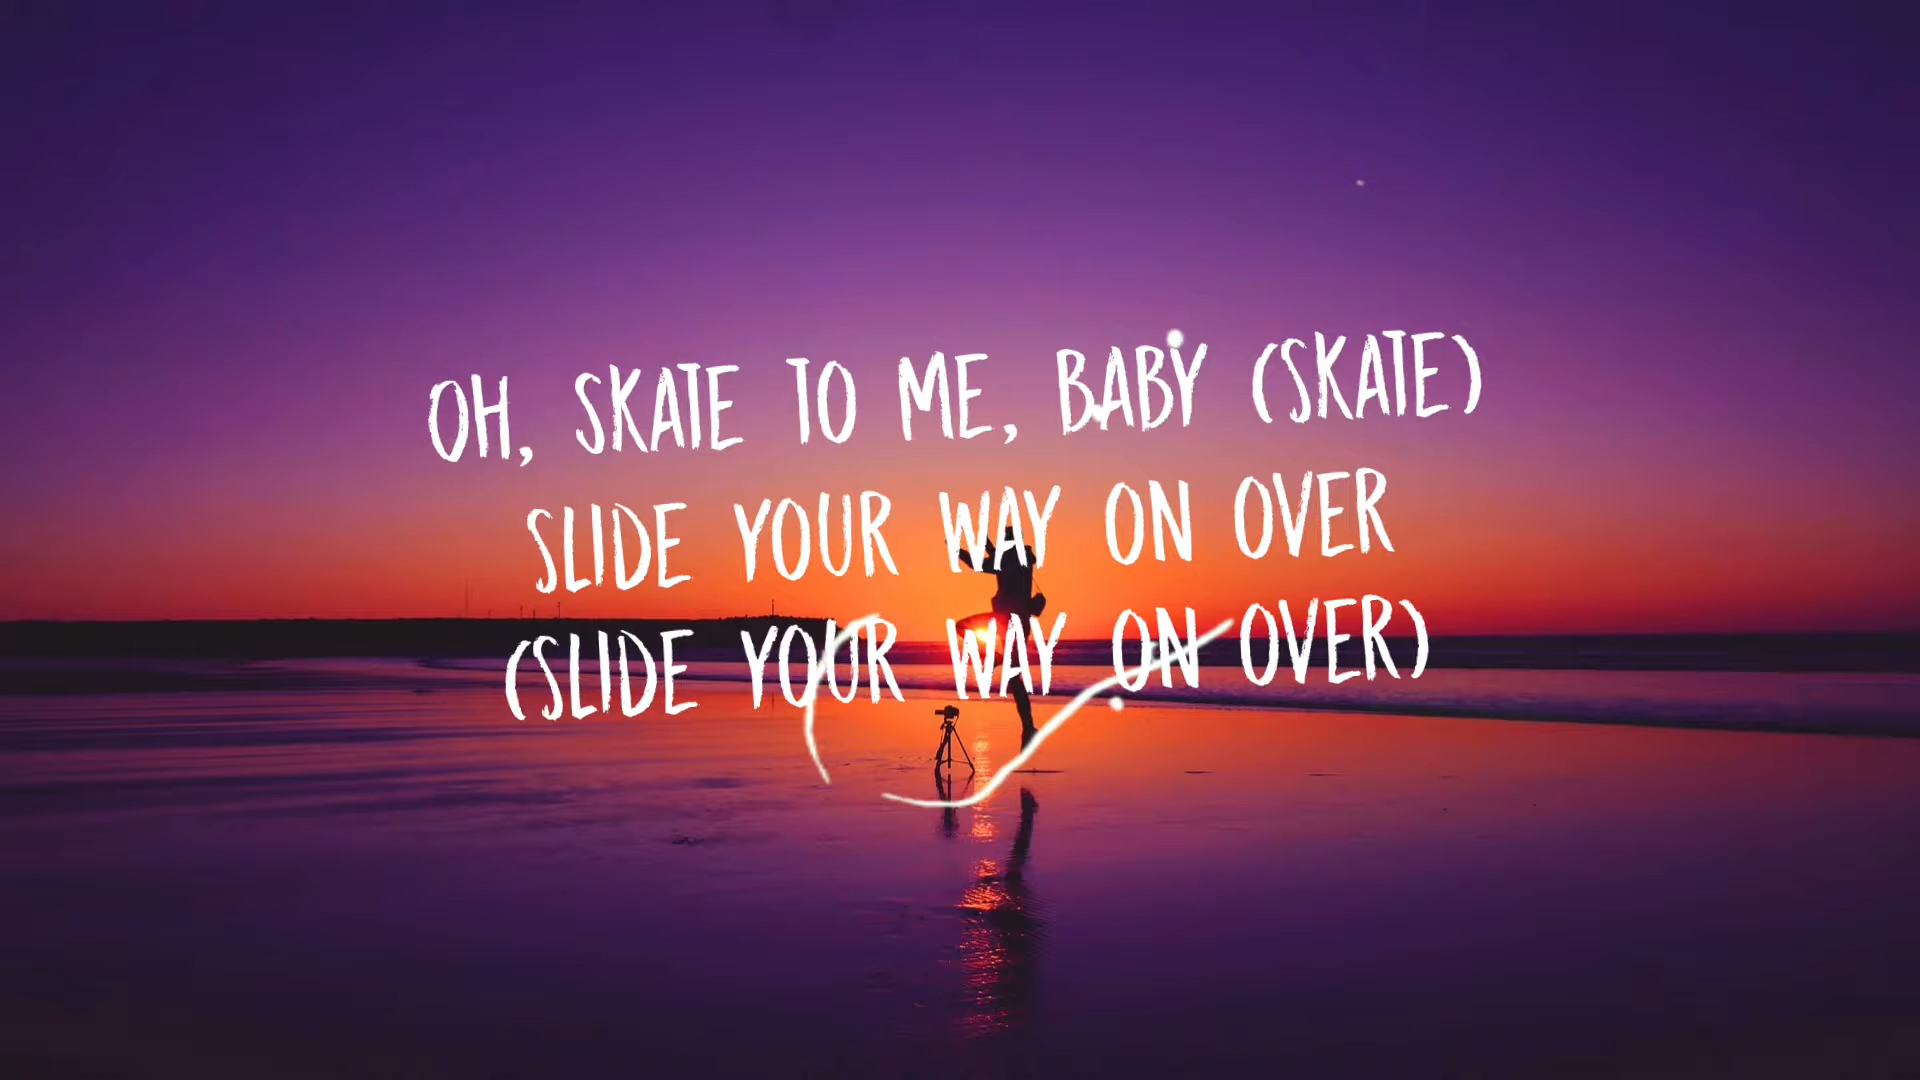 OH, SKATE TO ME, BABY (SKATE)
SLIDE YOUR WAY ON OVER
(SLIDE YOUR WAY ON OVER)